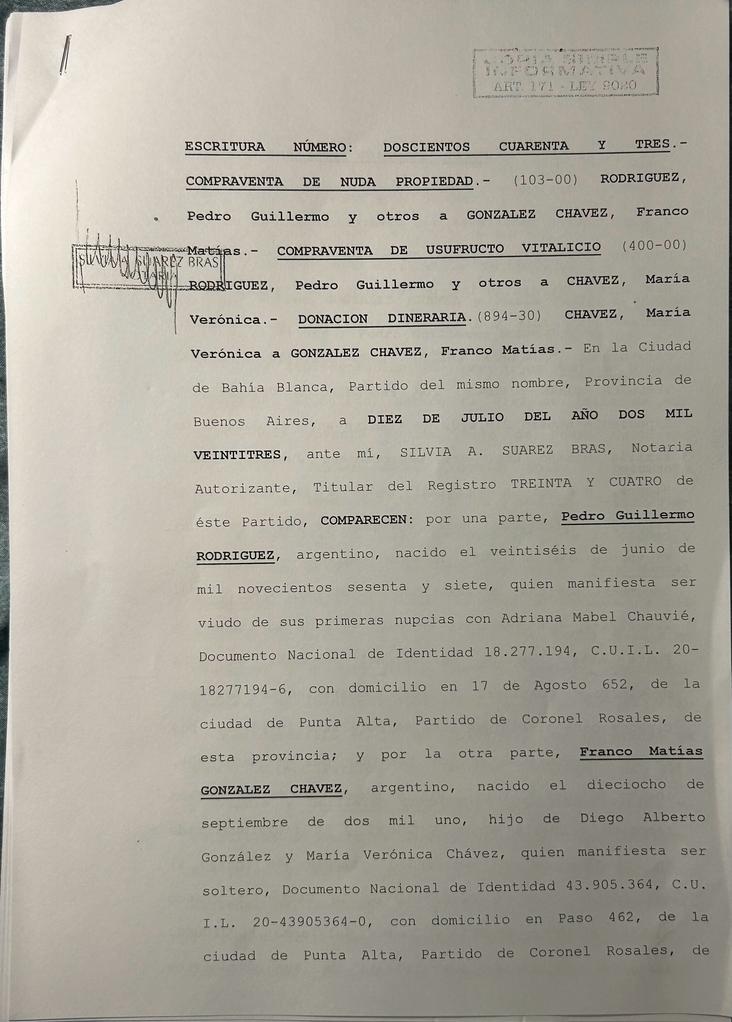 COPIA SIMPLE
INFORMATIVA
ART. 171 - LEY 9020
ESCRITURA NÚMERO: DOSCIENTOS CUARENTA Y TRES.-
COMPRAVENTA DE NUDA PROPIEDAD.- (103-00) RODRIGUEZ,
Pedro Guillermo y otros a GONZALEZ CHAVEZ, Franco
Matías.- COMPRAVENTA DE USUFRUCTO VITALICIO (400-00)
SUAREZ BRAS
RODRIGUEZ, Pedro Guillermo y otros a CHAVEZ, María
Verónica.- DONACION DINERARIA.(894-30) CHAVEZ, María
Verónica a GONZALEZ CHAVEZ, Franco Matías.- En la Ciudad
de Bahía Blanca, Partido del mismo nombre, Provincia de
Buenos Aires, a DIEZ DE JULIO DEL AÑO DOS MIL
VEINTITRES, ante mí, SILVIA A. SUAREZ BRAS, Notaria
Autorizante, Titular del Registro TREINTA Y CUATRO de
éste Partido, COMPARECEN: por una parte, Pedro Guillermo
RODRIGUEZ, argentino, nacido el veintiséis de junio de
mil novecientos sesenta y siete, quien manifiesta ser
viudo de sus primeras nupcias con Adriana Mabel Chauvié,
Documento Nacional de Identidad 18.277.194, C.U.I.L. 20-
18277194-6, con domicilio en 17 de Agosto 652, de la
ciudad de Punta Alta, Partido de Coronel Rosales, de
esta provincia; y por la otra parte, Franco Matías
GONZALEZ CHAVEZ, argentino, nacido el dieciocho de
septiembre de dos mil uno, hijo de Diego Alberto
González y María Verónica Chávez, quien manifiesta ser
soltero, Documento Nacional de Identidad 43.905.364, C.U.
I.L. 20-43905364-0, con domicilio en Paso 462, de la
ciudad de Punta Alta, Partido de Coronel Rosales, de